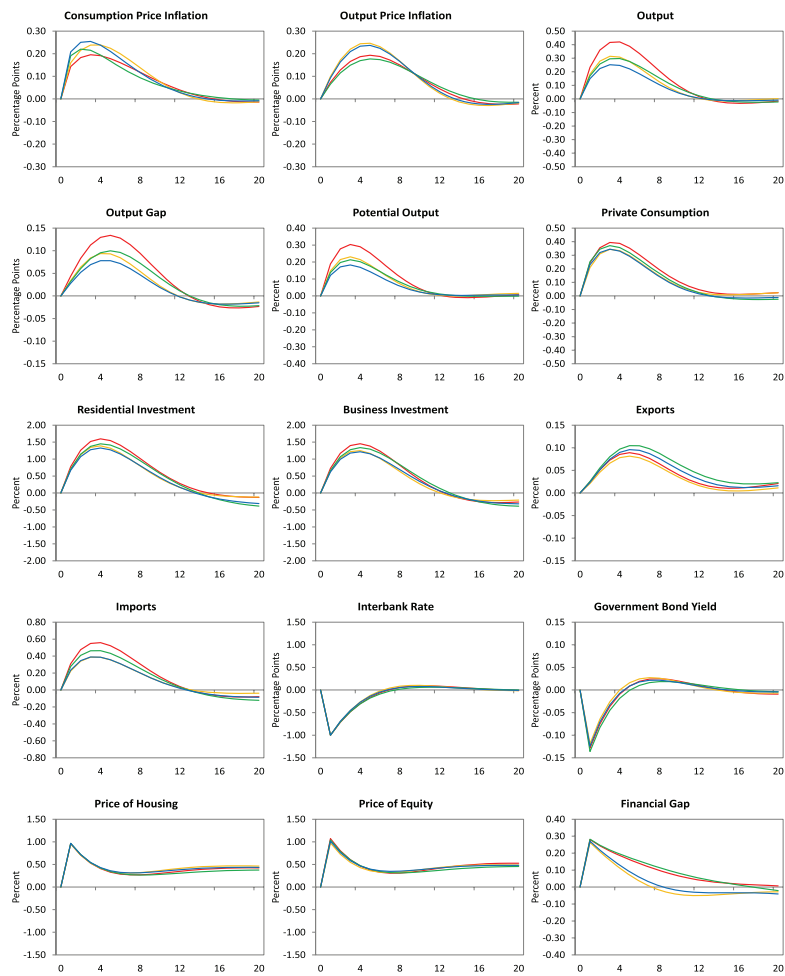 Consumption Price Inflation
Percentage Points
0.30
0.20
0.10
0.00
-0.10
-0.20
-0.30
0 4 8 12 16 20
Output Price Inflation
Percentage Points
0.30
0.20
0.10
0.00
-0.10
-0.20
-0.30
0 4 8 12 16 20
Output
Percent
0.50
0.40
0.30
0.20
0.10
0.00
-0.10
-0.20
-0.30
-0.40
-0.50
0 4 8 12 16 20
Output Gap
Percentage Points
0.15
0.10
0.05
0.00
-0.05
-0.10
-0.15
0 4 8 12 16 20
Potential Output
Percent
0.40
0.30
0.20
0.10
0.00
-0.10
-0.20
-0.30
-0.40
0 4 8 12 16 20
Private Consumption
Percent
0.50
0.40
0.30
0.20
0.10
0.00
-0.10
-0.20
-0.30
-0.40
-0.50
0 4 8 12 16 20
Residential Investment
Percent
2.00
1.50
1.00
0.50
0.00
-0.50
-1.00
-1.50
-2.00
0 4 8 12 16 20
Business Investment
Percent
2.00
1.50
1.00
0.50
0.00
-0.50
-1.00
-1.50
-2.00
0 4 8 12 16 20
Exports
Percent
0.15
0.10
0.05
0.00
-0.05
-0.10
-0.15
0 4 8 12 16 20
Imports
Percent
0.80
0.60
0.40
0.20
0.00
-0.20
-0.40
-0.60
-0.80
0 4 8 12 16 20
Interbank Rate
Percentage Points
1.50
1.00
0.50
0.00
-0.50
-1.00
-1.50
0 4 8 12 16 20
Government Bond Yield
Percentage Points
0.15
0.10
0.05
0.00
-0.05
-0.10
-0.15
0 4 8 12 16 20
Price of Housing
Percent
1.50
1.00
0.50
0.00
-0.50
-1.00
-1.50
0 4 8 12 16 20
Price of Equity
Percent
1.50
1.00
0.50
0.00
-0.50
-1.00
-1.50
0 4 8 12 16 20
Financial Gap
Percent
0.40
0.30
0.20
0.10
0.00
-0.10
-0.20
-0.30
-0.40
0 4 8 12 16 20